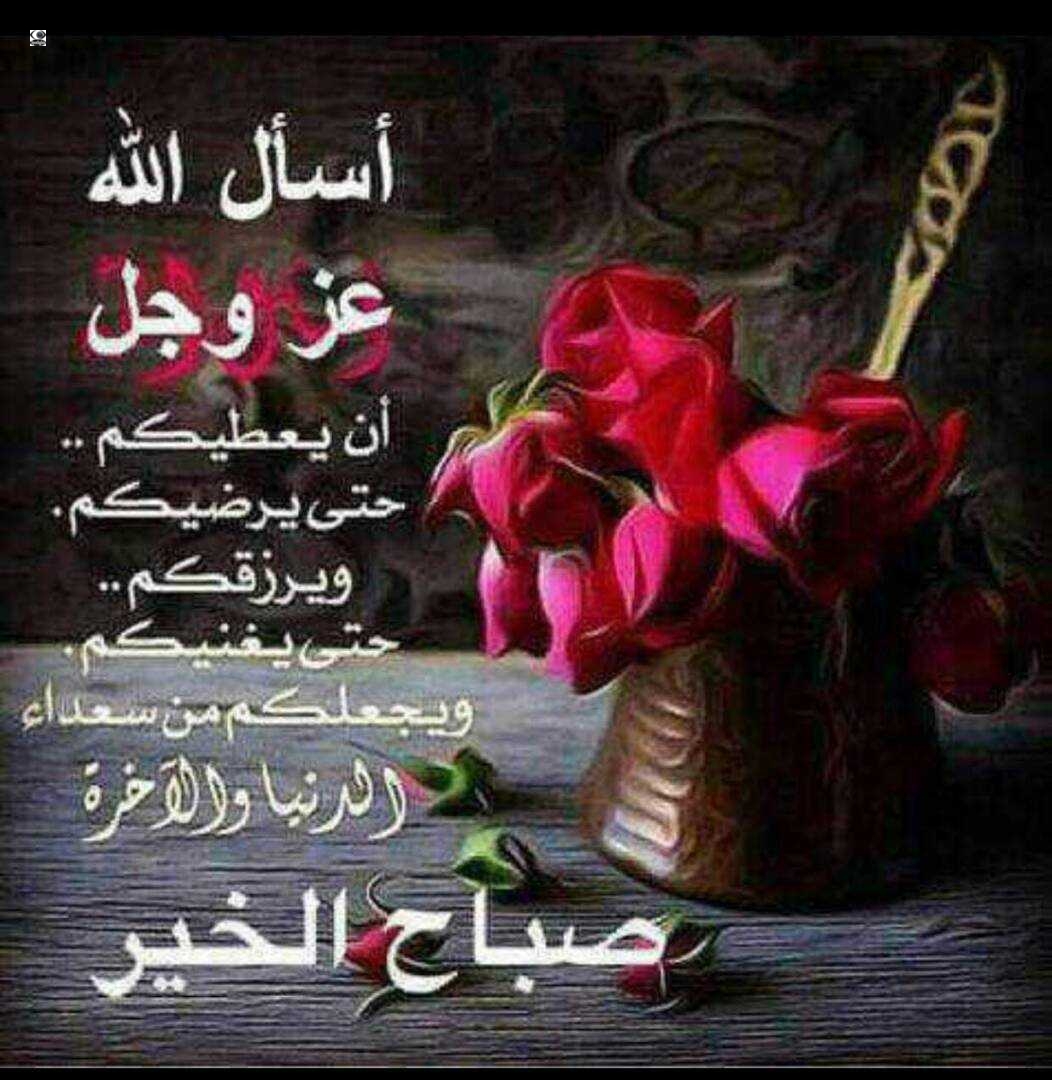 أسأل الله
عز وجل
أن يعطيكم ..
حتى يرضيكم.
ويرزقكم ..
حتى يغنيكم.
ويجعلكم من سعداء
الدنيا والآخرة
صباح الخير